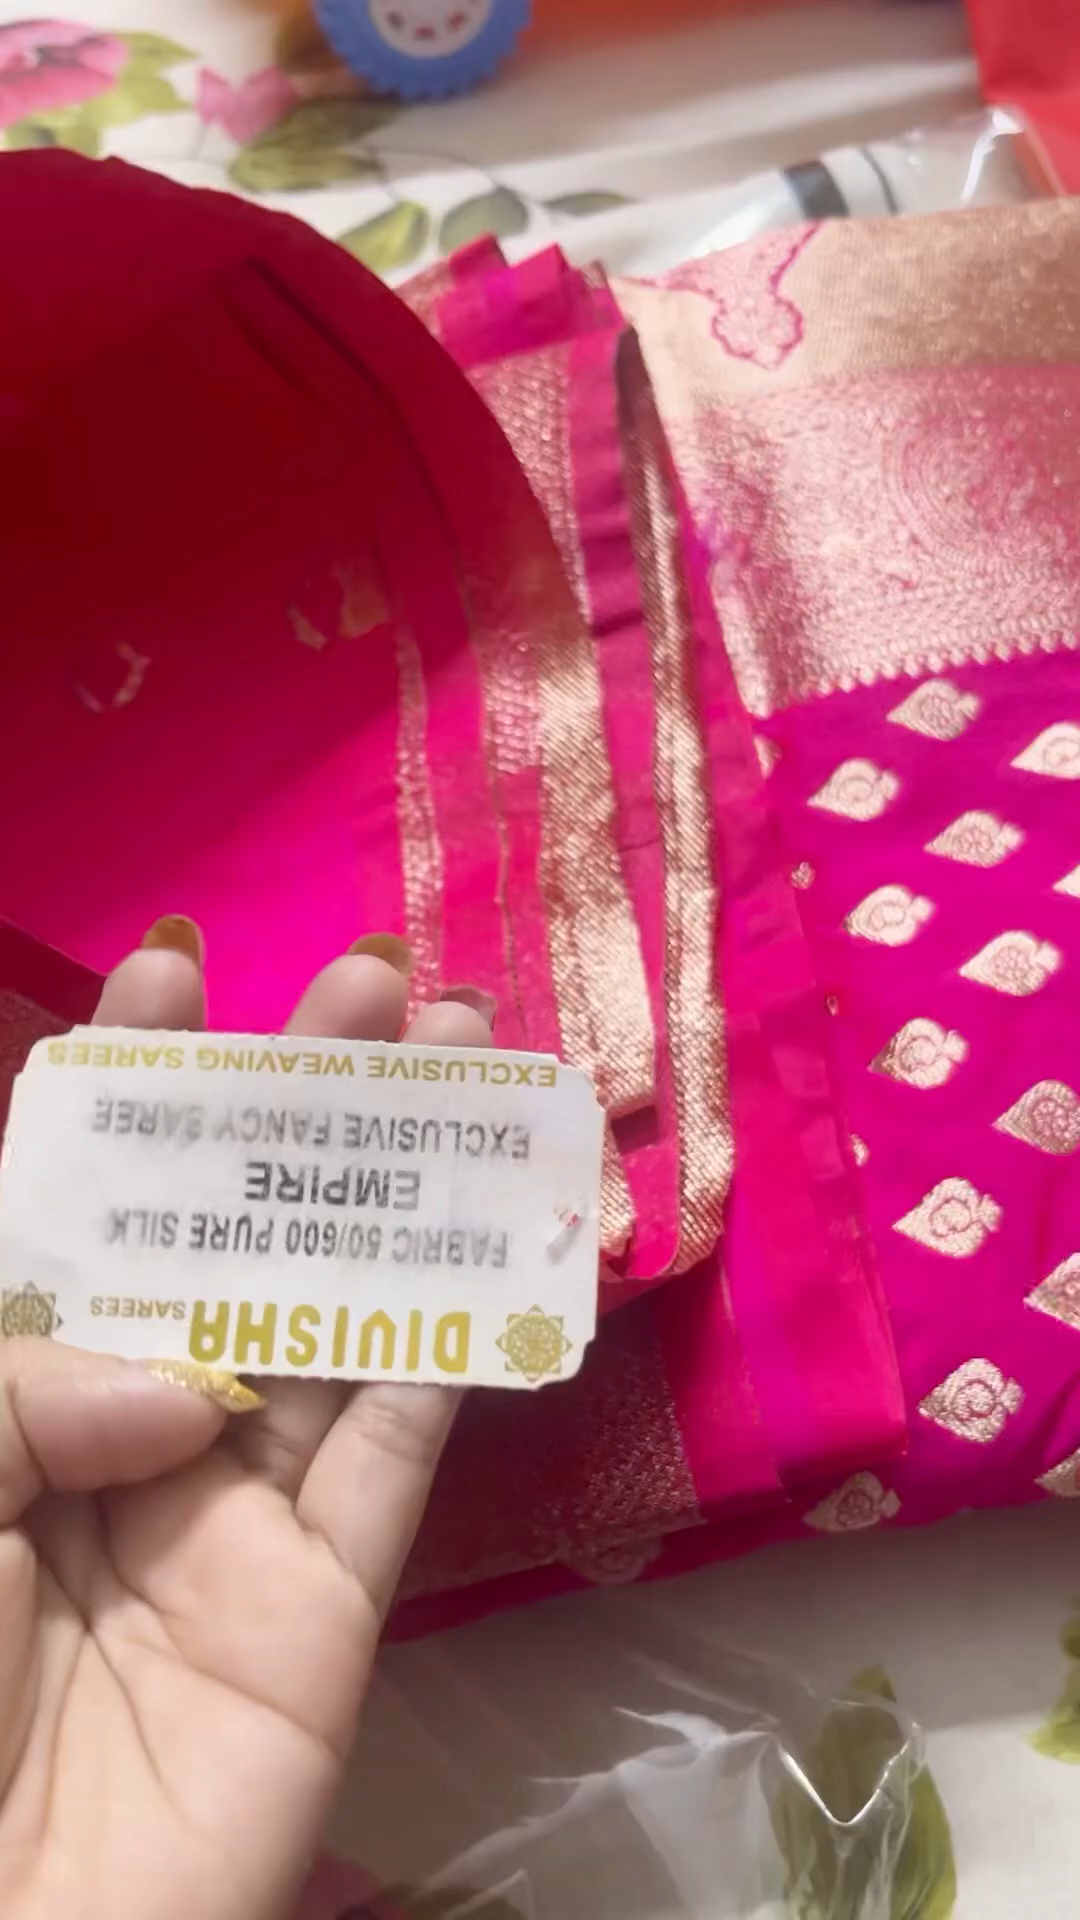 DIVISHA SAREES
FABRIC 50/600 PURE SILK
EMPIRE
EXCLUSIVE FANCY SAREE
EXCLUSIVE WEAVING SAREES